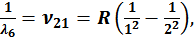 1/λ₆ = ν₂₁ = R (1/1² − 1/2²),